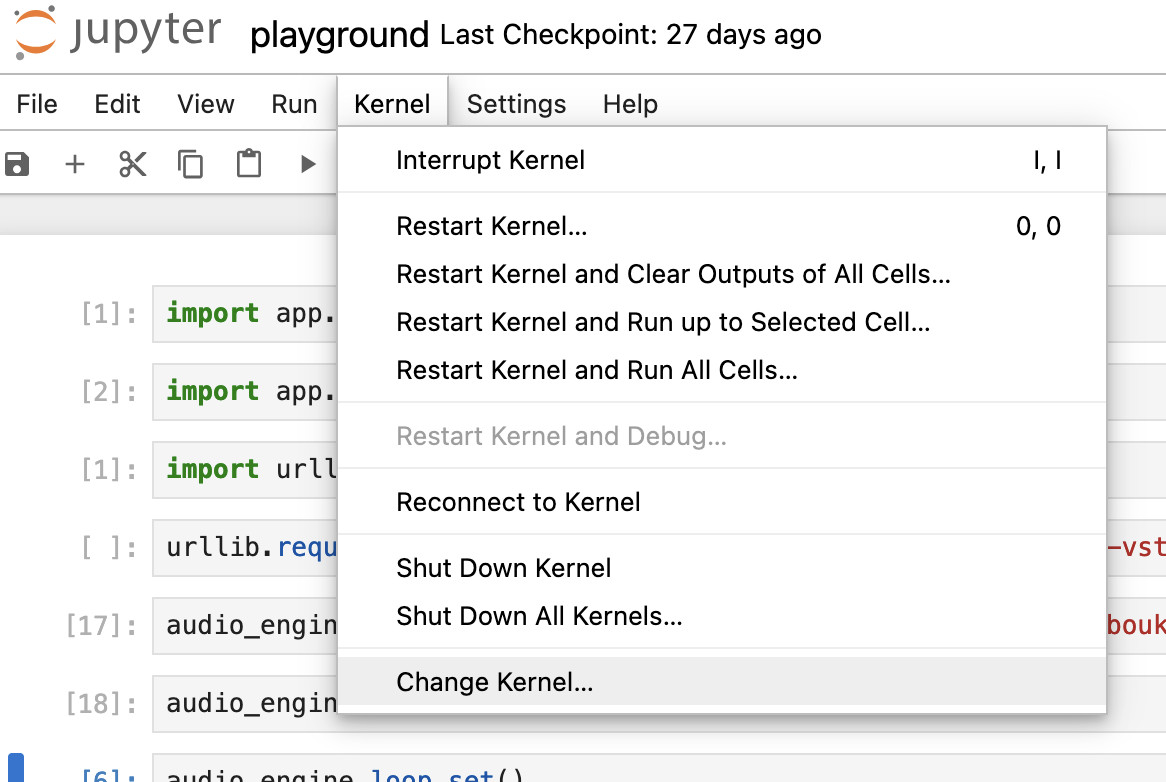 jupyter playground Last Checkpoint: 27 days ago
File Edit View Run Kernel Settings Help
Interrupt Kernel I, I
Restart Kernel... 0, 0
Restart Kernel and Clear Outputs of All Cells...
[1]: import app.
Restart Kernel and Run up to Selected Cell...
Restart Kernel and Run All Cells...
[2]: import app.
Restart Kernel and Debug...
[1]: import urll
Reconnect to Kernel
[ ]: urllib.requ -vst
Shut Down Kernel
Shut Down All Kernels...
[17]: audio_engin bouk
Change Kernel...
[18]: audio_engin
[6]: audio_engine.loop_set()